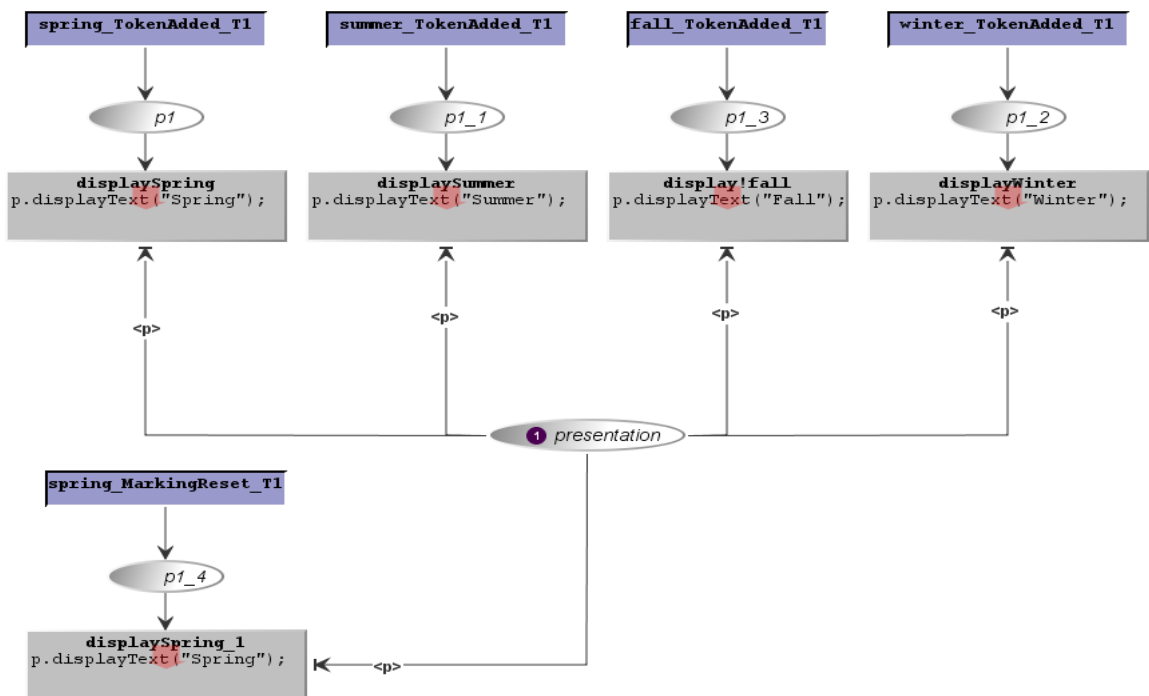 spring_TokenAdded_T1
summer_TokenAdded_T1
fall_TokenAdded_T1
winter_TokenAdded_T1
p1
p1_1
p1_3
p1_2
displaySpring
p.displayText("Spring");
displaySummer
p.displayText("Summer");
display!fall
p.displayText("Fall");
displayWinter
p.displayText("Winter");
<p>
<p>
<p>
<p>
1 presentation
spring_MarkingReset_T1
p1_4
displaySpring_1
p.displayText("Spring");
<p>